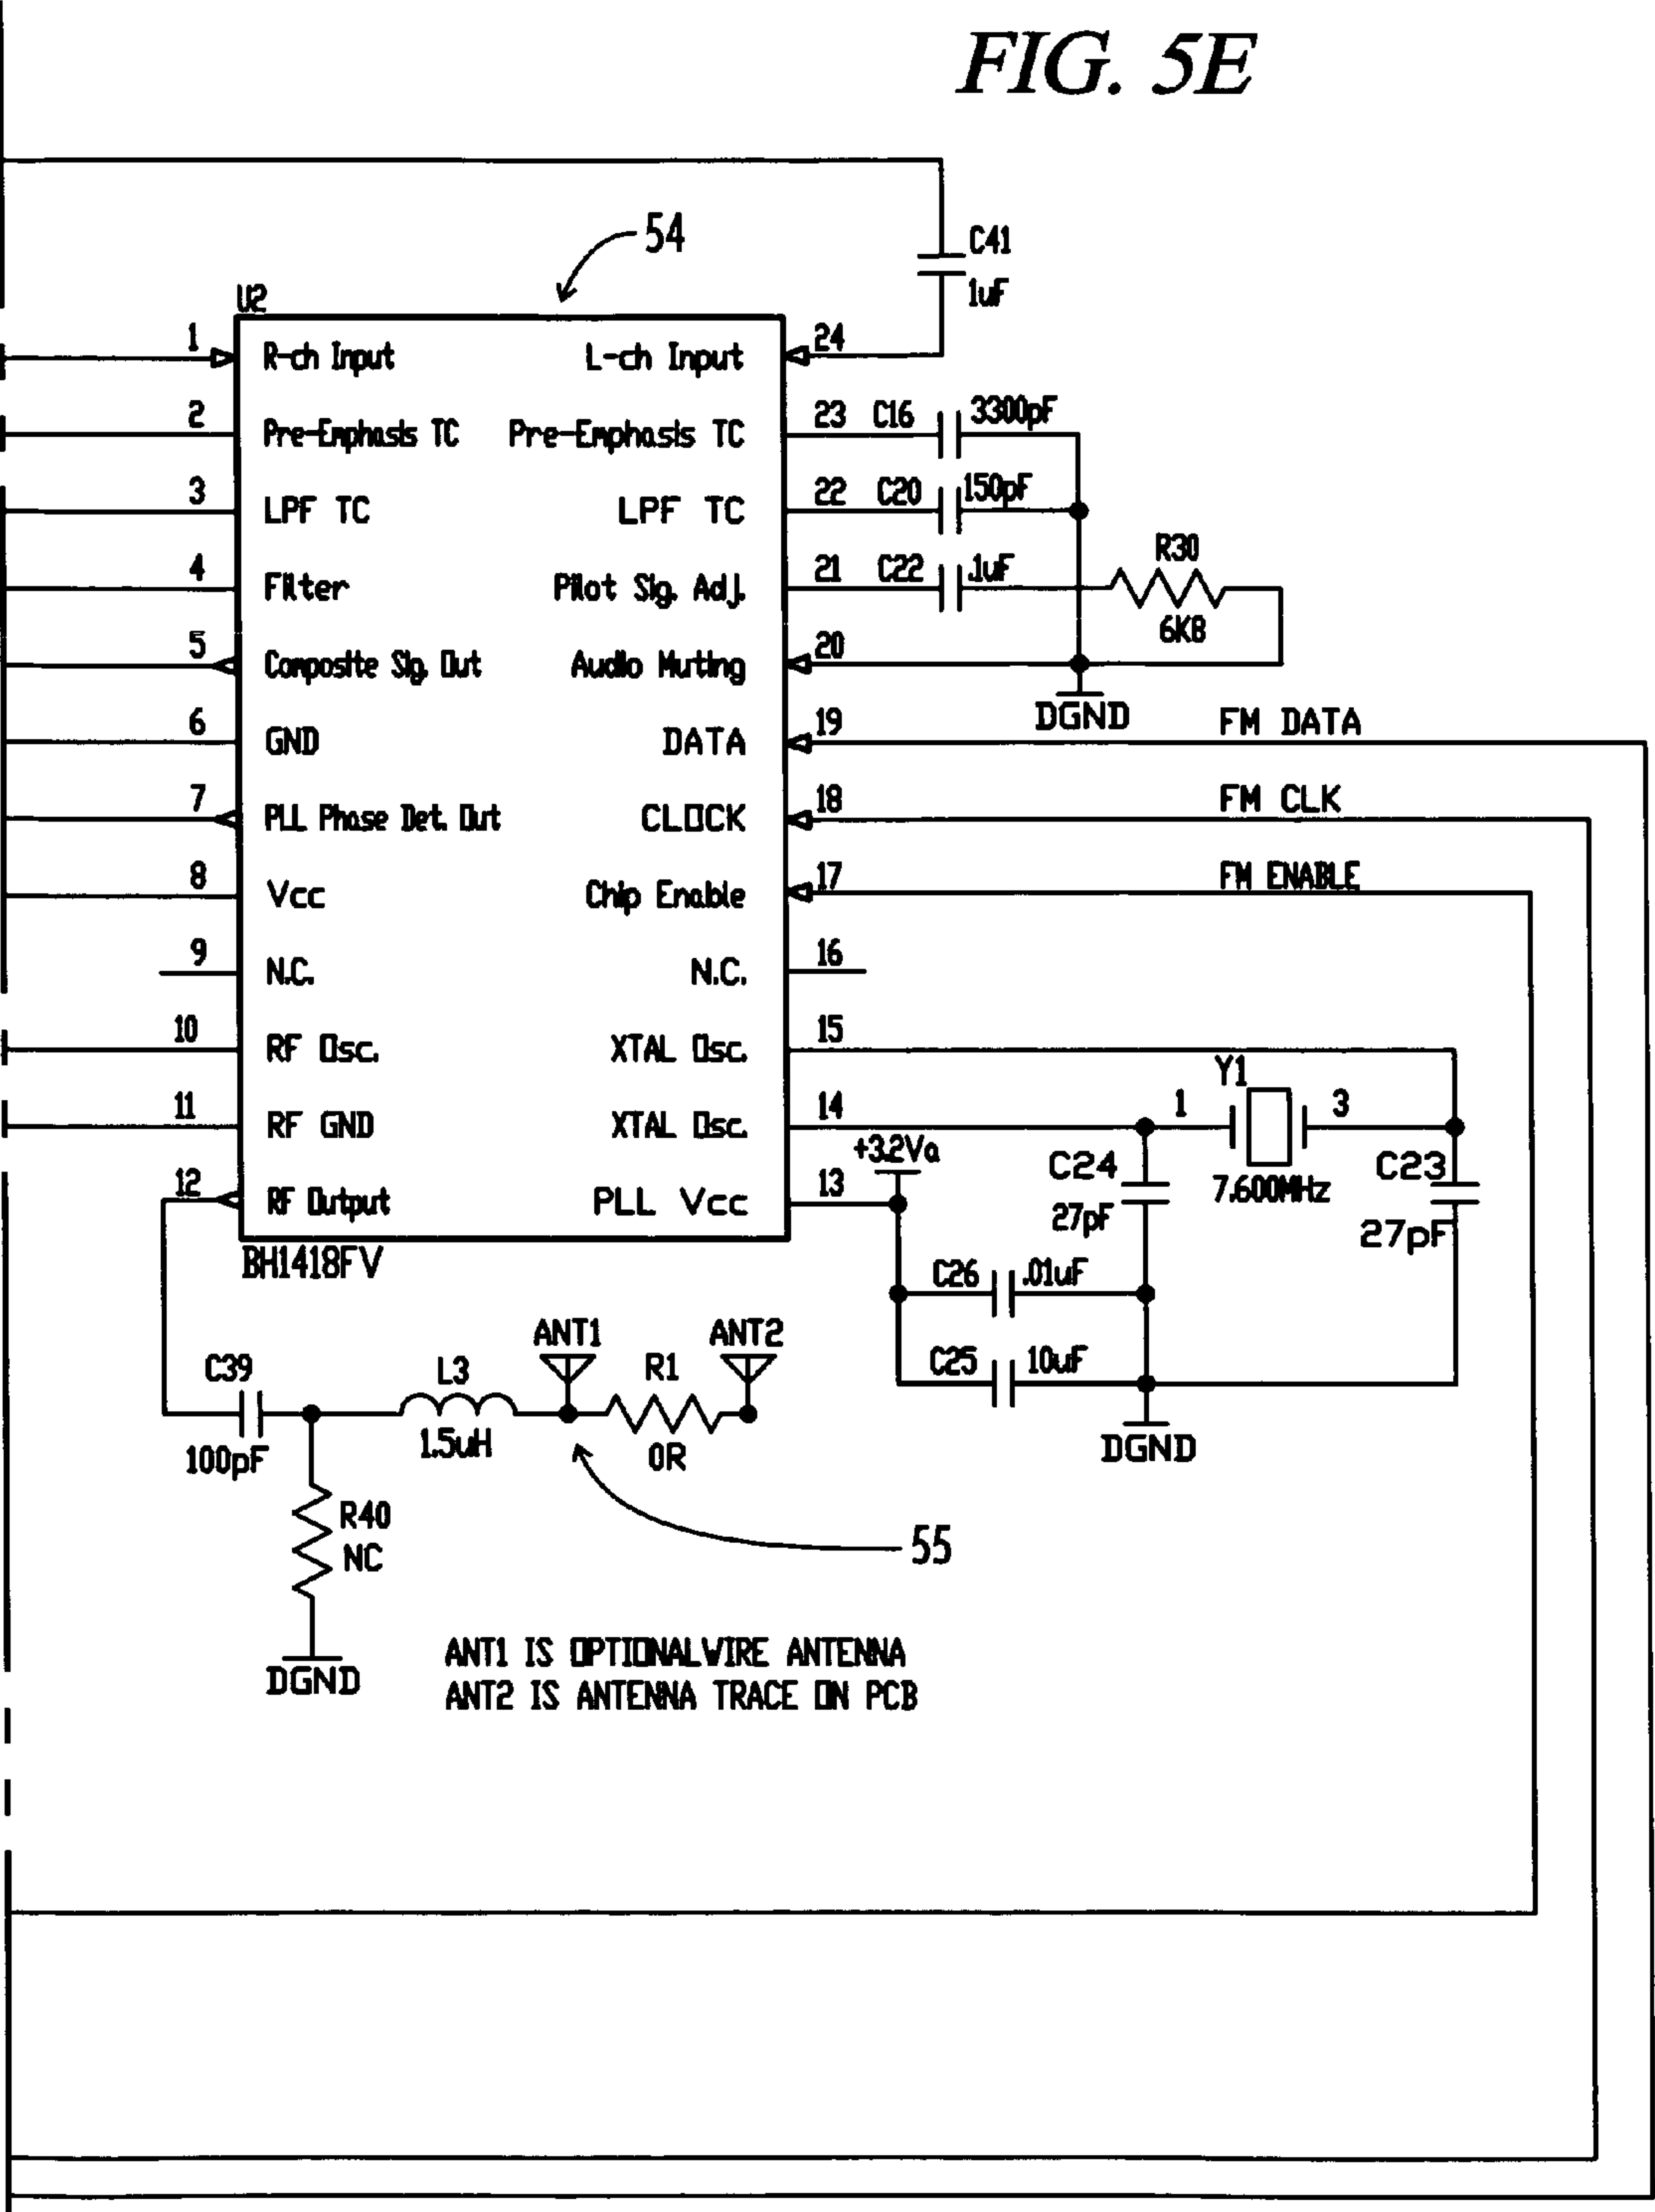 FIG. 5E
54
C41
1uF
U2
1
R-ch Input
L-ch Input
24
2
Pre-Emphasis TC
Pre-Emphasis TC
23
C16
3300pF
3
LPF TC
LPF TC
22
C20
150pF
4
Filter
Pilot Sig. Adj.
21
C22
.1uF
R30
6K8
5
Composite Sig. Out
Audio Muting
20
DGND
6
GND
DATA
19
FM DATA
7
PLL Phase Det. Out
CLOCK
18
FM CLK
8
Vcc
Chip Enable
17
FM ENABLE
9
N.C.
N.C.
16
10
RF Osc.
XTAL Osc.
15
Y1
11
RF GND
XTAL Osc.
14
1
3
+3.2Va
C24
27pF
7.600MHz
C23
27pF
12
RF Output
PLL Vcc
13
BH1418FV
C26
.01uF
C25
10uF
DGND
C39
100pF
L3
1.5uH
ANT1
R1
0R
ANT2
R40
NC
55
DGND
ANT1 IS OPTIONALWIRE ANTENNA
ANT2 IS ANTENNA TRACE ON PCB